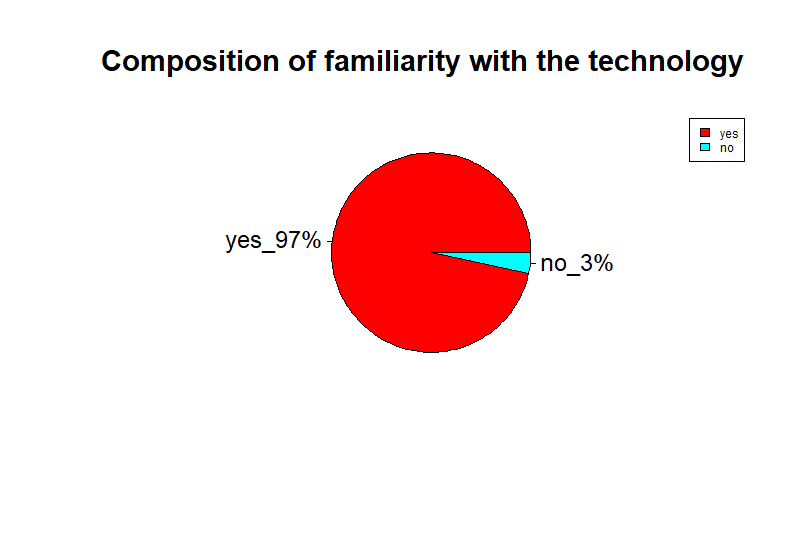 Composition of familiarity with the technology
yes
no
yes_97%
no_3%